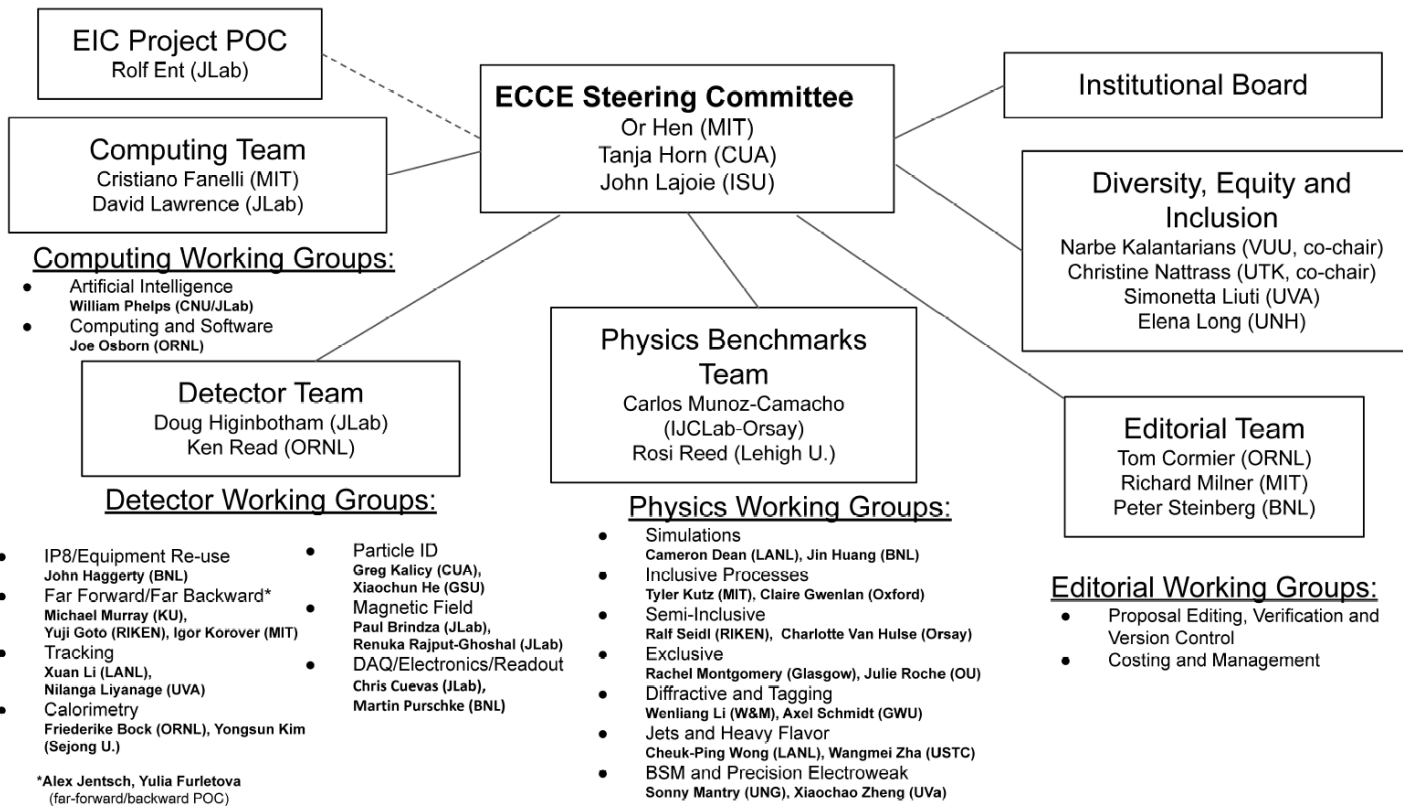 EIC Project POC
Rolf Ent (JLab)
ECCE Steering Committee
Or Hen (MIT)
Tanja Horn (CUA)
John Lajoie (ISU)
Institutional Board
Computing Team
Cristiano Fanelli (MIT)
David Lawrence (JLab)
Diversity, Equity and
Inclusion
Narbe Kalantarians (VUU, co-chair)
Christine Nattrass (UTK, co-chair)
Simonetta Liuti (UVA)
Elena Long (UNH)
Computing Working Groups:
● Artificial Intelligence
William Phelps (CNU/JLab)
● Computing and Software
Joe Osborn (ORNL)
Detector Team
Doug Higinbotham (JLab)
Ken Read (ORNL)
Physics Benchmarks
Team
Carlos Munoz-Camacho
(IJCLab-Orsay)
Rosi Reed (Lehigh U.)
Editorial Team
Tom Cormier (ORNL)
Richard Milner (MIT)
Peter Steinberg (BNL)
Detector Working Groups:
● IP8/Equipment Re-use
John Haggerty (BNL)
● Far Forward/Far Backward*
Michael Murray (KU),
Yuji Goto (RIKEN), Igor Korover (MIT)
● Tracking
Xuan Li (LANL),
Nilanga Liyanage (UVA)
● Calorimetry
Friederike Bock (ORNL), Yongsun Kim
(Sejong U.)
*Alex Jentsch, Yulia Furletova
(far-forward/backward POC)
● Particle ID
Greg Kalicy (CUA),
Xiaochun He (GSU)
● Magnetic Field
Paul Brindza (JLab),
Renuka Rajput-Ghoshal (JLab)
● DAQ/Electronics/Readout
Chris Cuevas (JLab),
Martin Purschke (BNL)
Physics Working Groups:
● Simulations
Cameron Dean (LANL), Jin Huang (BNL)
● Inclusive Processes
Tyler Kutz (MIT), Claire Gwenlan (Oxford)
● Semi-Inclusive
Ralf Seidl (RIKEN), Charlotte Van Hulse (Orsay)
● Exclusive
Rachel Montgomery (Glasgow), Julie Roche (OU)
● Diffractive and Tagging
Wenliang Li (W&M), Axel Schmidt (GWU)
● Jets and Heavy Flavor
Cheuk-Ping Wong (LANL), Wangmei Zha (USTC)
● BSM and Precision Electroweak
Sonny Mantry (UNG), Xiaochao Zheng (UVa)
Editorial Working Groups:
● Proposal Editing, Verification and
Version Control
● Costing and Management